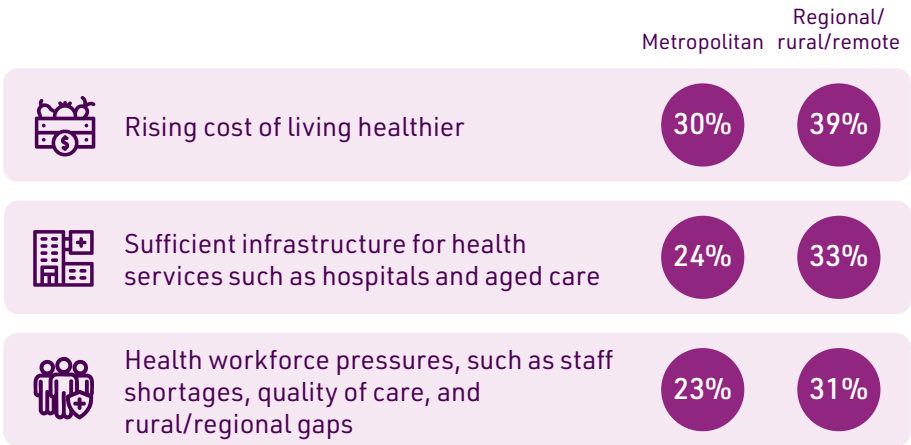 Metropolitan
Regional/
rural/remote
Rising cost of living healthier
30%
39%
Sufficient infrastructure for health
services such as hospitals and aged care
24%
33%
Health workforce pressures, such as staff
shortages, quality of care, and
rural/regional gaps
23%
31%
$